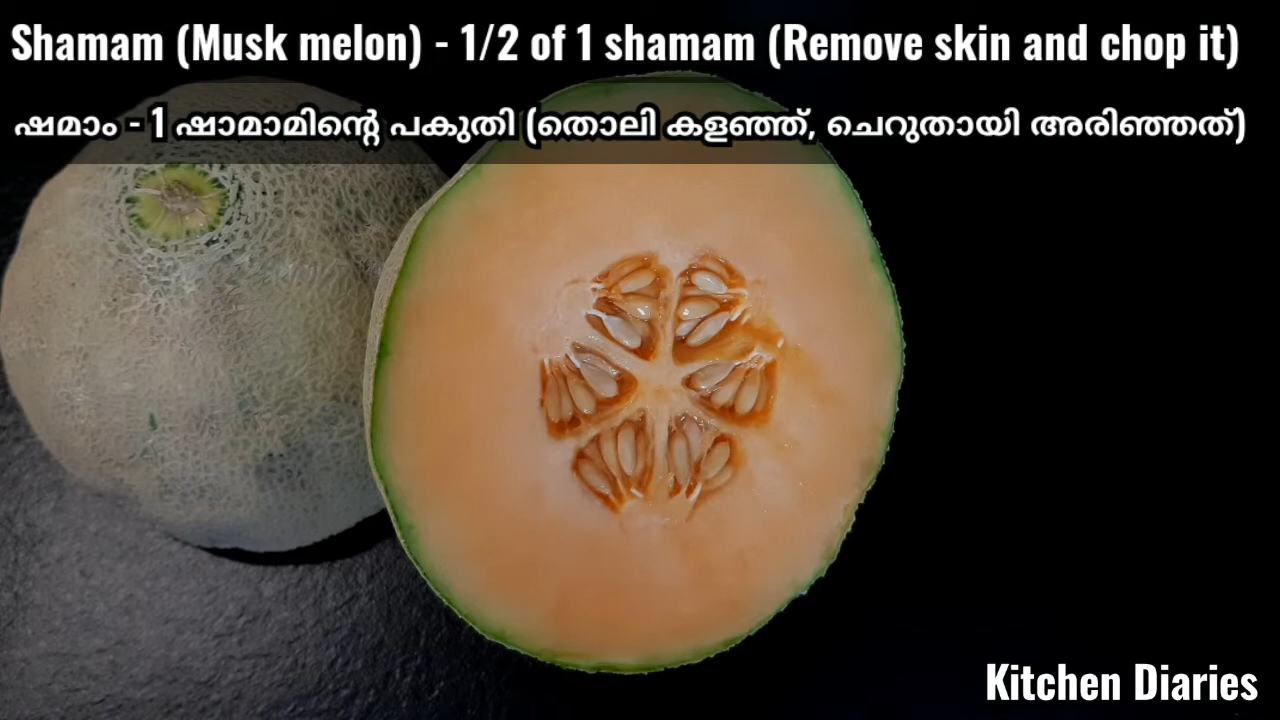 Shamam (Musk melon) - 1/2 of 1 shamam (Remove skin and chop it)
ഷമാം - 1 ഷാമാമിന്റെ പകുതി (തൊലി കളഞ്ഞ്, ചെറുതായി അരിഞ്ഞത്)
Kitchen Diaries